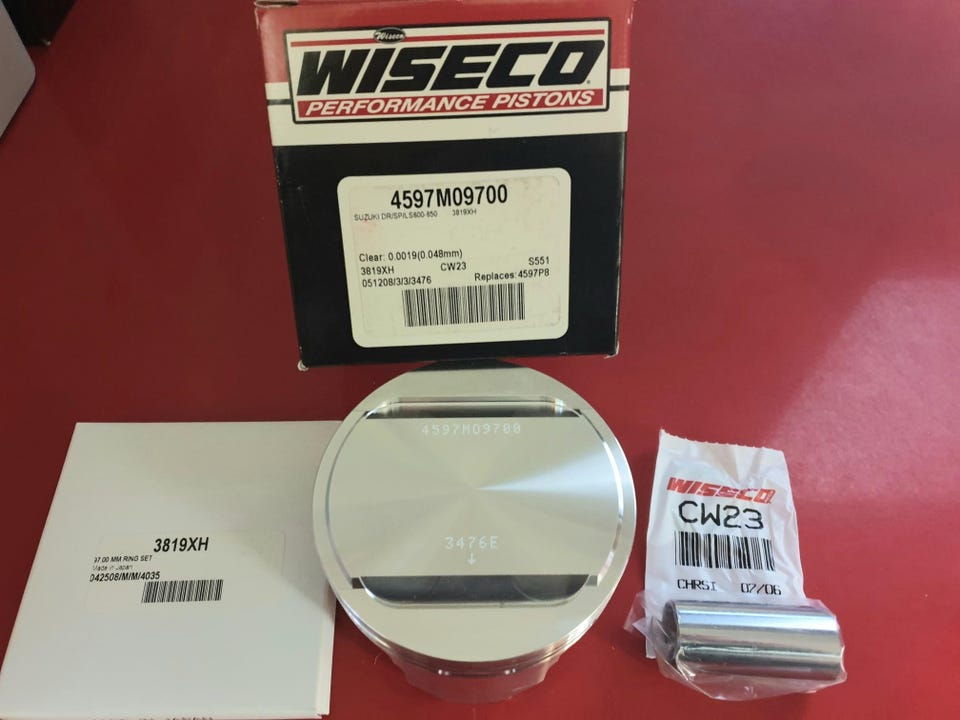 Wiseco
WISECO
PERFORMANCE PISTONS
4597M09700
SUZUKI DR/SP/LS600-650 3819XH
Clear: 0.0019(0.048mm)
3819XH CW23 S551
051208/3/3/3476 Replaces: 4597P8
4597M09700
3476E
↓
3819XH
97.00 MM RING SET
Made in Japan
042508/M/M/4035
WISECO
CW23
CHRSI 07/06